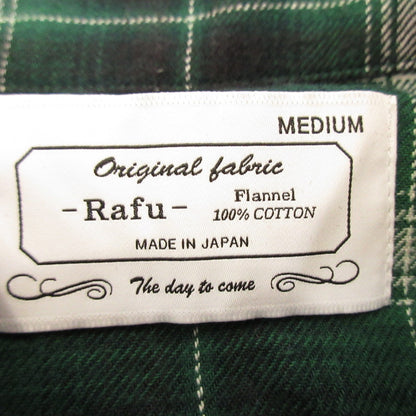 MEDIUM
Original fabric
- Rafu -
Flannel
100% COTTON
MADE IN JAPAN
The day to come